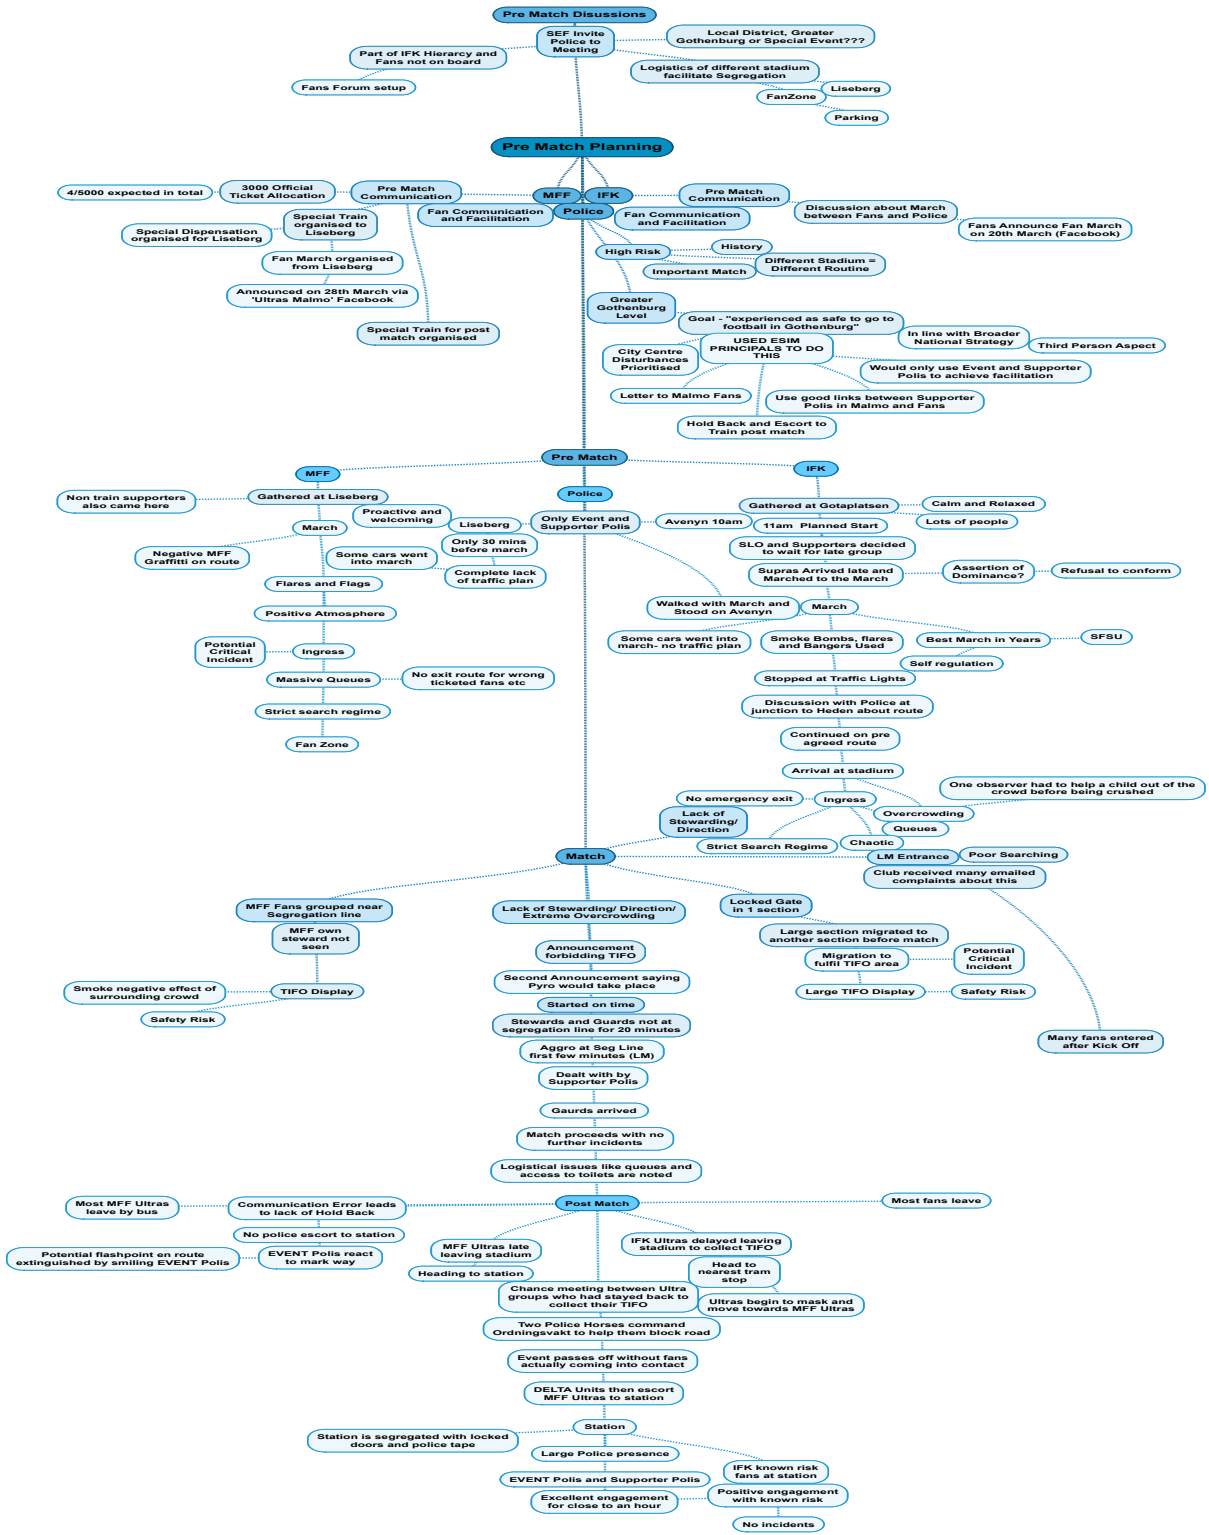 Pre Match Disussions
SEF Invite
Police to
Meeting
Local District, Greater
Gothenburg or Special Event???
Part of IFK Hierarcy and
Fans not on board
Fans Forum setup
Logistics of different stadium
facilitate Segregation
Liseberg
FanZone
Parking
Pre Match Planning
MFF
IFK
Police
Pre Match
Communication
3000 Official
Ticket Allocation
4/5000 expected in total
Fan Communication
and Facilitation
Special Train
organised to
Liseberg
Special Dispensation
organised for Liseberg
Fan March organised
from Liseberg
Announced on 28th March via
'Ultras Malmo' Facebook
Special Train for post
match organised
Pre Match
Communication
Fan Communication
and Facilitation
Discussion about March
between Fans and Police
Fans Announce Fan March
on 20th March (Facebook)
High Risk
History
Different Stadium =
Different Routine
Important Match
Greater
Gothenburg
Level
Goal - "experienced as safe to go to
football in Gothenburg"
In line with Broader
National Strategy
Third Person Aspect
City Centre
Disturbances
Prioritised
USED ESIM
PRINCIPALS TO DO
THIS
Would only use Event and Supporter
Polis to achieve facilitation
Letter to Malmo Fans
Use good links between Supporter
Polis in Malmo and Fans
Hold Back and Escort to
Train post match
Pre Match
MFF
Police
IFK
Gathered at Liseberg
Non train supporters
also came here
Proactive and
welcoming
March
Negative MFF
Graffitti on route
Some cars went
into march
Flares and Flags
Positive Atmosphere
Potential
Critical
Incident
Ingress
Massive Queues
No exit route for wrong
ticketed fans etc
Strict search regime
Fan Zone
Only Event and
Supporter Polis
Liseberg
Only 30 mins
before march
Complete lack
of traffic plan
Avenyn 10am
Walked with March and
Stood on Avenyn
Gathered at Gotaplatsen
Calm and Relaxed
Lots of people
11am  Planned Start
SLO and Supporters decided
to wait for late group
Supras Arrived late and
Marched to the March
Assertion of
Dominance?
Refusal to conform
March
Some cars went into
march- no traffic plan
Smoke Bombs, flares
and Bangers Used
Best March in Years
SFSU
Self regulation
Stopped at Traffic Lights
Discussion with Police at
junction to Heden about route
Continued on pre
agreed route
Arrival at stadium
Ingress
No emergency exit
Overcrowding
One observer had to help a child out of the
crowd before being crushed
Queues
Chaotic
Strict Search Regime
Lack of
Stewarding/
Direction
Match
LM Entrance
Poor Searching
Club received many emailed
complaints about this
Many fans entered
after Kick Off
MFF Fans grouped near
Segregation line
MFF own
steward not
seen
TIFO Display
Smoke negative effect of
surrounding crowd
Safety Risk
Lack of Stewarding/ Direction/
Extreme Overcrowding
Announcement
forbidding TIFO
Second Announcement saying
Pyro would take place
Started on time
Stewards and Guards not at
segregation line for 20 minutes
Aggro at Seg Line
first few minutes (LM)
Dealt with by
Supporter Polis
Gaurds arrived
Match proceeds with no
further incidents
Logistical issues like queues and
access to toilets are noted
Locked Gate
in 1 section
Large section migrated to
another section before match
Migration to
fulfil TIFO area
Potential
Critical
Incident
Large TIFO Display
Safety Risk
Post Match
Most fans leave
Communication Error leads
to lack of Hold Back
Most MFF Ultras
leave by bus
No police escort to station
EVENT Polis react
to mark way
Potential flashpoint en route
extinguished by smiling EVENT Polis
MFF Ultras late
leaving stadium
Heading to station
IFK Ultras delayed leaving
stadium to collect TIFO
Head to
nearest tram
stop
Ultras begin to mask and
move towards MFF Ultras
Chance meeting between Ultra
groups who had stayed back to
collect their TIFO
Two Police Horses command
Ordningsvakt to help them block road
Event passes off without fans
actually coming into contact
DELTA Units then escort
MFF Ultras to station
Station
Station is segregated with locked
doors and police tape
Large Police presence
IFK known risk
fans at station
EVENT Polis and Supporter Polis
Excellent engagement
for close to an hour
Positive engagement
with known risk
No incidents